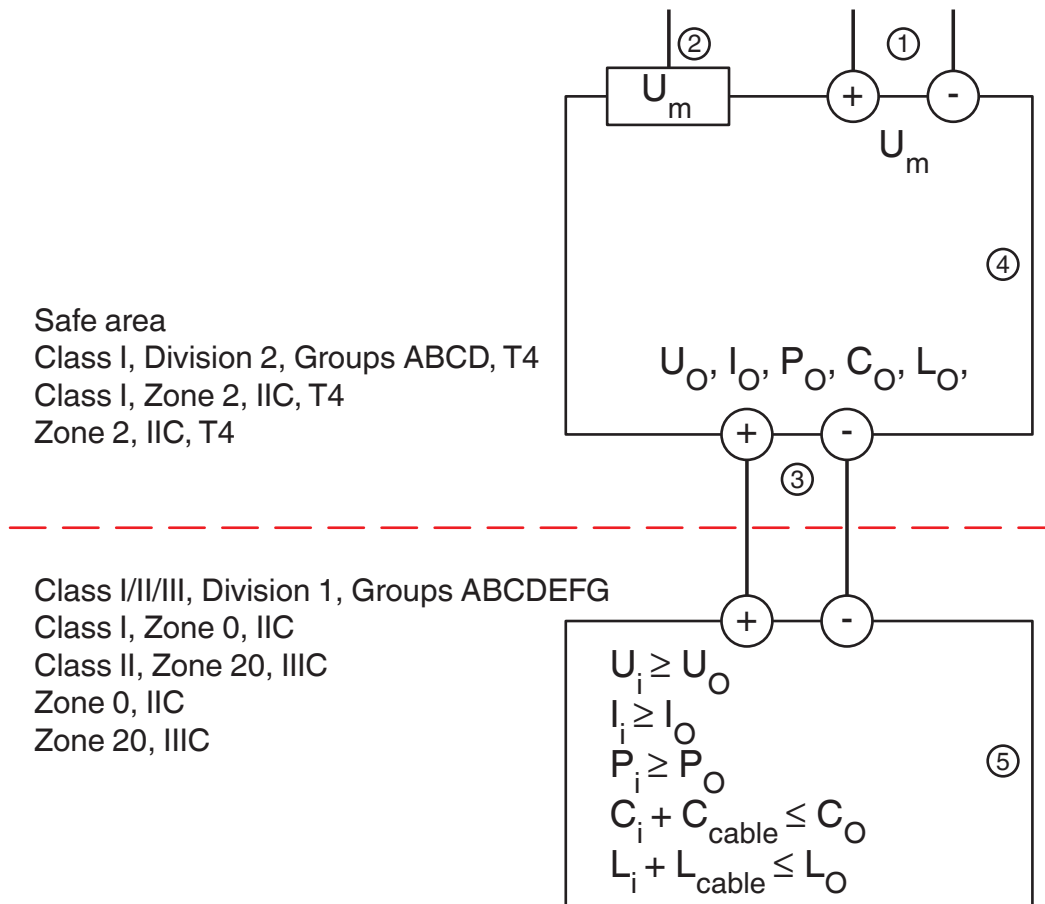 ② ①
U_m + -
U_m
④
Safe area
Class I, Division 2, Groups ABCD, T4
Class I, Zone 2, IIC, T4
Zone 2, IIC, T4
U_O, I_O, P_O, C_O, L_O,
+ -
③
Class I/II/III, Division 1, Groups ABCDEFG
Class I, Zone 0, IIC
Class II, Zone 20, IIIC
Zone 0, IIC
Zone 20, IIIC
+ -
U_i ≥ U_O
I_i ≥ I_O
P_i ≥ P_O
C_i + C_cable ≤ C_O
L_i + L_cable ≤ L_O
⑤